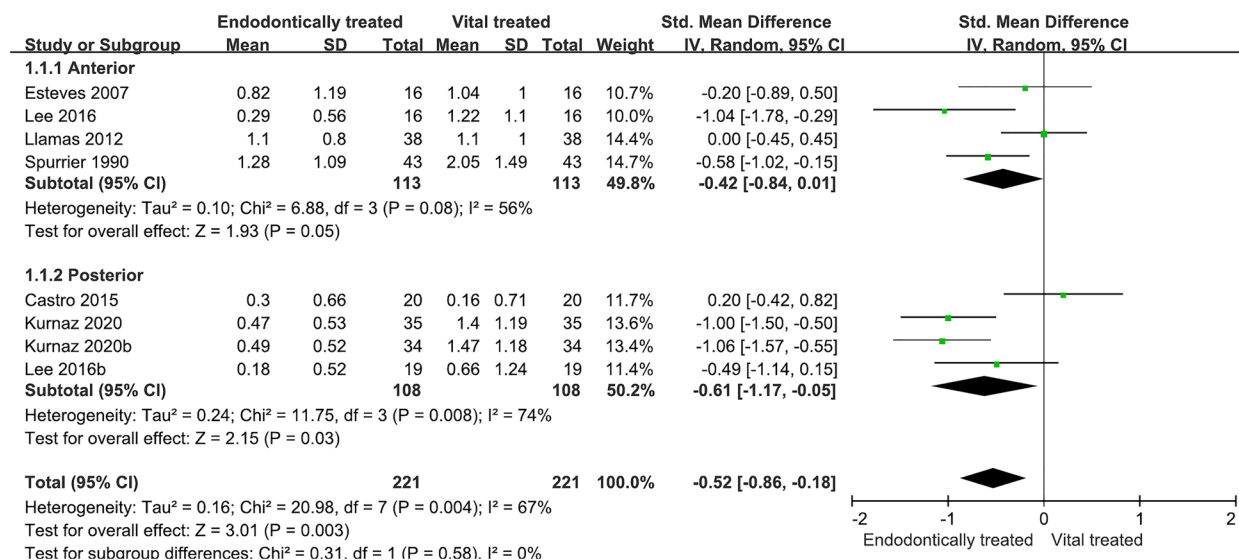 Endodontically treated Vital treated Std. Mean Difference Std. Mean Difference
Study or Subgroup Mean SD Total Mean SD Total Weight IV, Random, 95% CI IV, Random, 95% CI
1.1.1 Anterior
Esteves 2007 0.82 1.19 16 1.04 1 16 10.7% -0.20 [-0.89, 0.50]
Lee 2016 0.29 0.56 16 1.22 1.1 16 10.0% -1.04 [-1.78, -0.29]
Llamas 2012 1.1 0.8 38 1.1 1 38 14.4% 0.00 [-0.45, 0.45]
Spurrier 1990 1.28 1.09 43 2.05 1.49 43 14.7% -0.58 [-1.02, -0.15]
Subtotal (95% CI) 113 113 49.8% -0.42 [-0.84, 0.01]
Heterogeneity: Tau² = 0.10; Chi² = 6.88, df = 3 (P = 0.08); I² = 56%
Test for overall effect: Z = 1.93 (P = 0.05)
1.1.2 Posterior
Castro 2015 0.3 0.66 20 0.16 0.71 20 11.7% 0.20 [-0.42, 0.82]
Kurnaz 2020 0.47 0.53 35 1.4 1.19 35 13.6% -1.00 [-1.50, -0.50]
Kurnaz 2020b 0.49 0.52 34 1.47 1.18 34 13.4% -1.06 [-1.57, -0.55]
Lee 2016b 0.18 0.52 19 0.66 1.24 19 11.4% -0.49 [-1.14, 0.15]
Subtotal (95% CI) 108 108 50.2% -0.61 [-1.17, -0.05]
Heterogeneity: Tau² = 0.24; Chi² = 11.75, df = 3 (P = 0.008); I² = 74%
Test for overall effect: Z = 2.15 (P = 0.03)
Total (95% CI) 221 221 100.0% -0.52 [-0.86, -0.18]
Heterogeneity: Tau² = 0.16; Chi² = 20.98, df = 7 (P = 0.004); I² = 67%
Test for overall effect: Z = 3.01 (P = 0.003)
Test for subgroup differences: Chi² = 0.31, df = 1 (P = 0.58), I² = 0%
-2 -1 0 1 2
Endodontically treated Vital treated